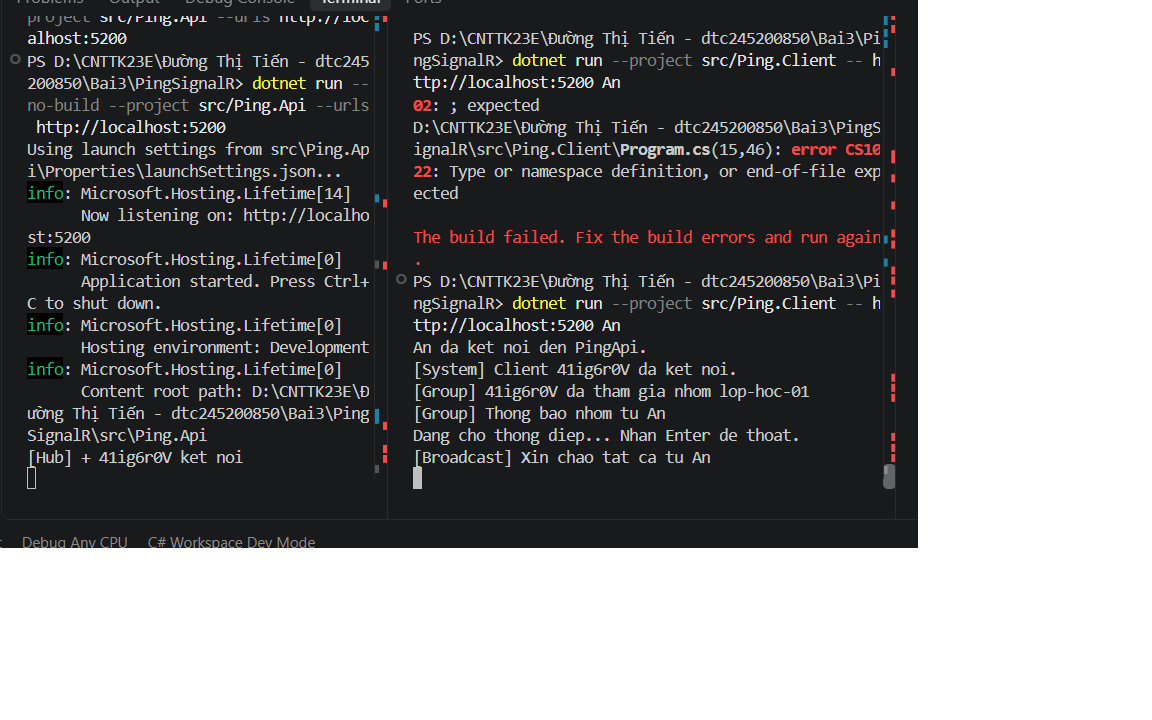 Problems Output Debug Console Terminal Ports
project src/Ping.Api --urls http://loc
alhost:5200
PS D:\CNTTK23E\Đường Thị Tiến - dtc245
200850\Bai3\PingSignalR> dotnet run --
no-build --project src/Ping.Api --urls
http://localhost:5200
Using launch settings from src\Ping.Ap
i\Properties\launchSettings.json...
info: Microsoft.Hosting.Lifetime[14]
Now listening on: http://localho
st:5200
info: Microsoft.Hosting.Lifetime[0]
Application started. Press Ctrl+
C to shut down.
info: Microsoft.Hosting.Lifetime[0]
Hosting environment: Development
info: Microsoft.Hosting.Lifetime[0]
Content root path: D:\CNTTK23E\Đ
ường Thị Tiến - dtc245200850\Bai3\Ping
SignalR\src\Ping.Api
[Hub] + 41ig6r0V ket noi
PS D:\CNTTK23E\Đường Thị Tiến - dtc245200850\Bai3\Pi
ngSignalR> dotnet run --project src/Ping.Client -- h
ttp://localhost:5200 An
02: ; expected
D:\CNTTK23E\Đường Thị Tiến - dtc245200850\Bai3\PingS
ignalR\src\Ping.Client\Program.cs(15,46): error CS10
22: Type or namespace definition, or end-of-file exp
ected
The build failed. Fix the build errors and run again
.
PS D:\CNTTK23E\Đường Thị Tiến - dtc245200850\Bai3\Pi
ngSignalR> dotnet run --project src/Ping.Client -- h
ttp://localhost:5200 An
An da ket noi den PingApi.
[System] Client 41ig6r0V da ket noi.
[Group] 41ig6r0V da tham gia nhom lop-hoc-01
[Group] Thong bao nhom tu An
Dang cho thong diep... Nhan Enter de thoat.
[Broadcast] Xin chao tat ca tu An
Debug Any CPU C# Workspace Dev Mode